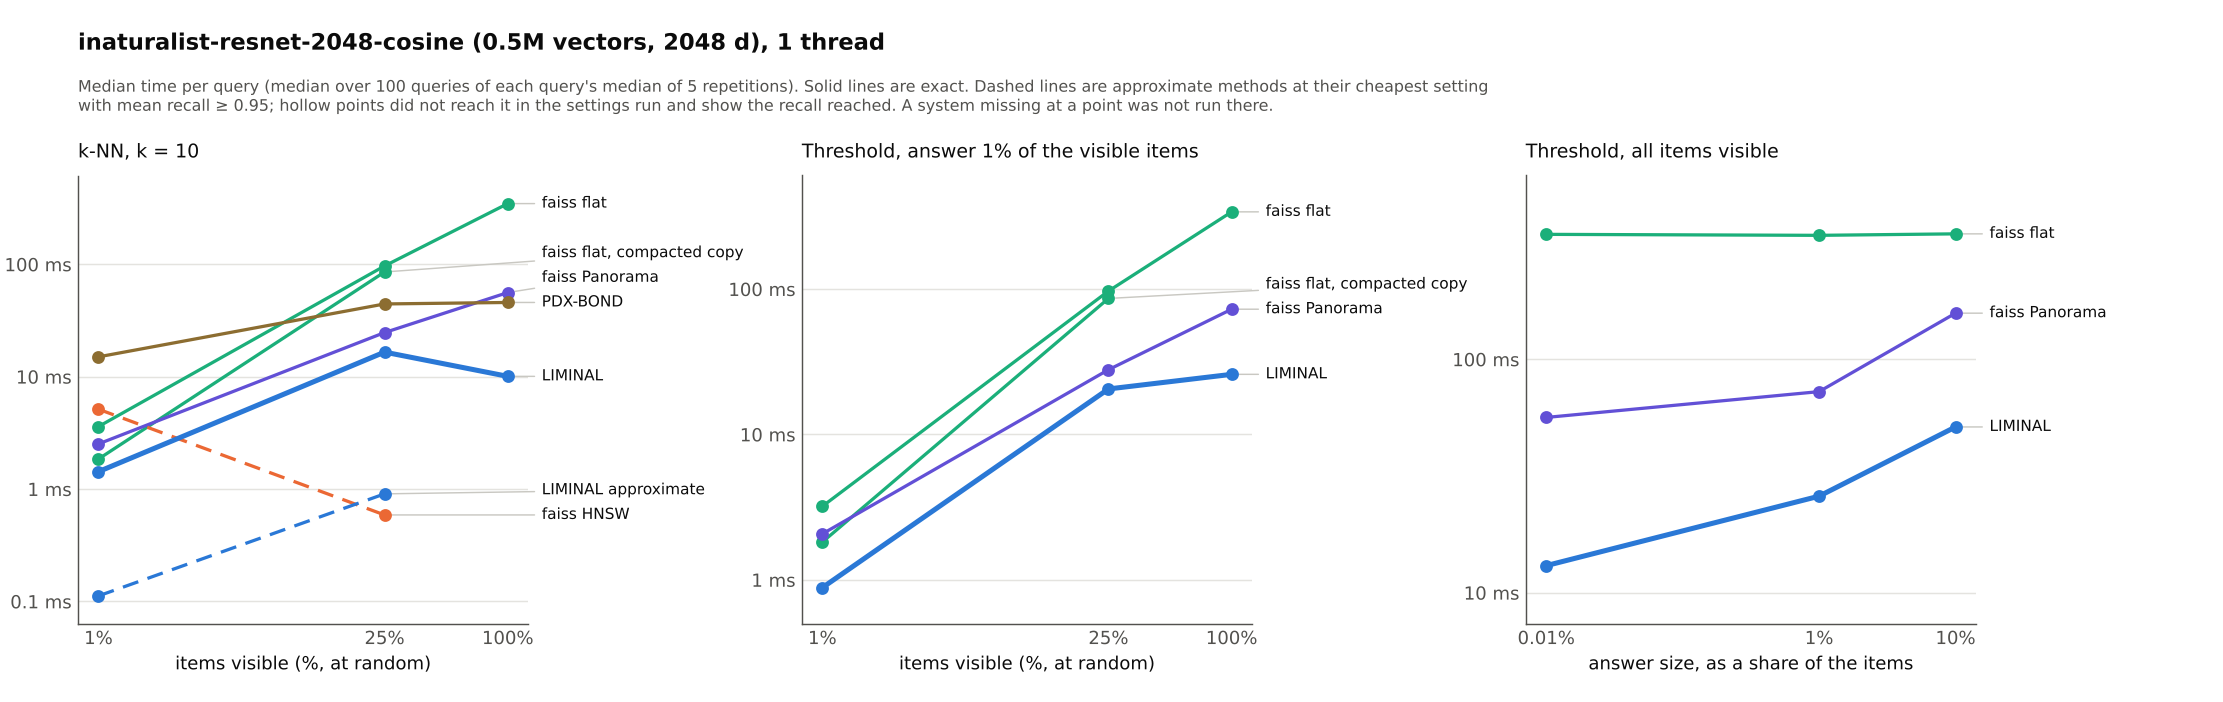 inaturalist-resnet-2048-cosine (0.5M vectors, 2048 d), 1 thread
Median time per query (median over 100 queries of each query's median of 5 repetitions). Solid lines are exact. Dashed lines are approximate methods at their cheapest setting
with mean recall ≥ 0.95; hollow points did not reach it in the settings run and show the recall reached. A system missing at a point was not run there.
k-NN, k = 10
100 ms
10 ms
1 ms
0.1 ms
faiss flat
faiss flat, compacted copy
faiss Panorama
PDX-BOND
LIMINAL
LIMINAL approximate
faiss HNSW
1%
25%
100%
items visible (%, at random)
Threshold, answer 1% of the visible items
100 ms
10 ms
1 ms
faiss flat
faiss flat, compacted copy
faiss Panorama
LIMINAL
1%
25%
100%
items visible (%, at random)
Threshold, all items visible
100 ms
10 ms
faiss flat
faiss Panorama
LIMINAL
0.01%
1%
10%
answer size, as a share of the items